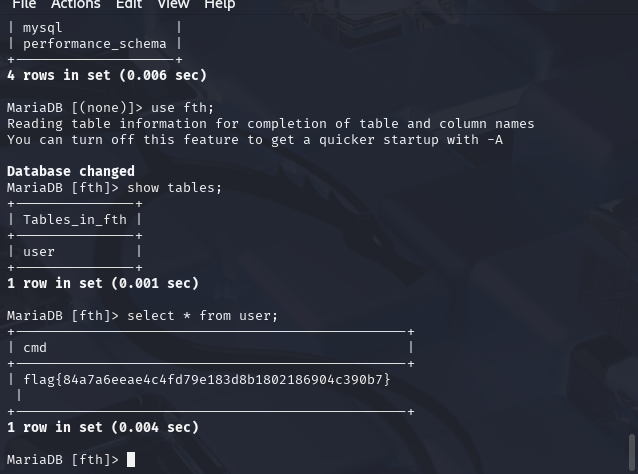 File Actions Edit View Help
| mysql |
| performance_schema |
+--------------------+
4 rows in set (0.006 sec)
MariaDB [(none)]> use fth;
Reading table information for completion of table and column names
You can turn off this feature to get a quicker startup with -A
Database changed
MariaDB [fth]> show tables;
+---------------+
| Tables_in_fth |
+---------------+
| user |
+---------------+
1 row in set (0.001 sec)
MariaDB [fth]> select * from user;
+-------------------------------------------------+
| cmd |
+-------------------------------------------------+
| flag{84a7a6eeae4c4fd79e183d8b1802186904c390b7}
|
+-------------------------------------------------+
1 row in set (0.004 sec)
MariaDB [fth]>